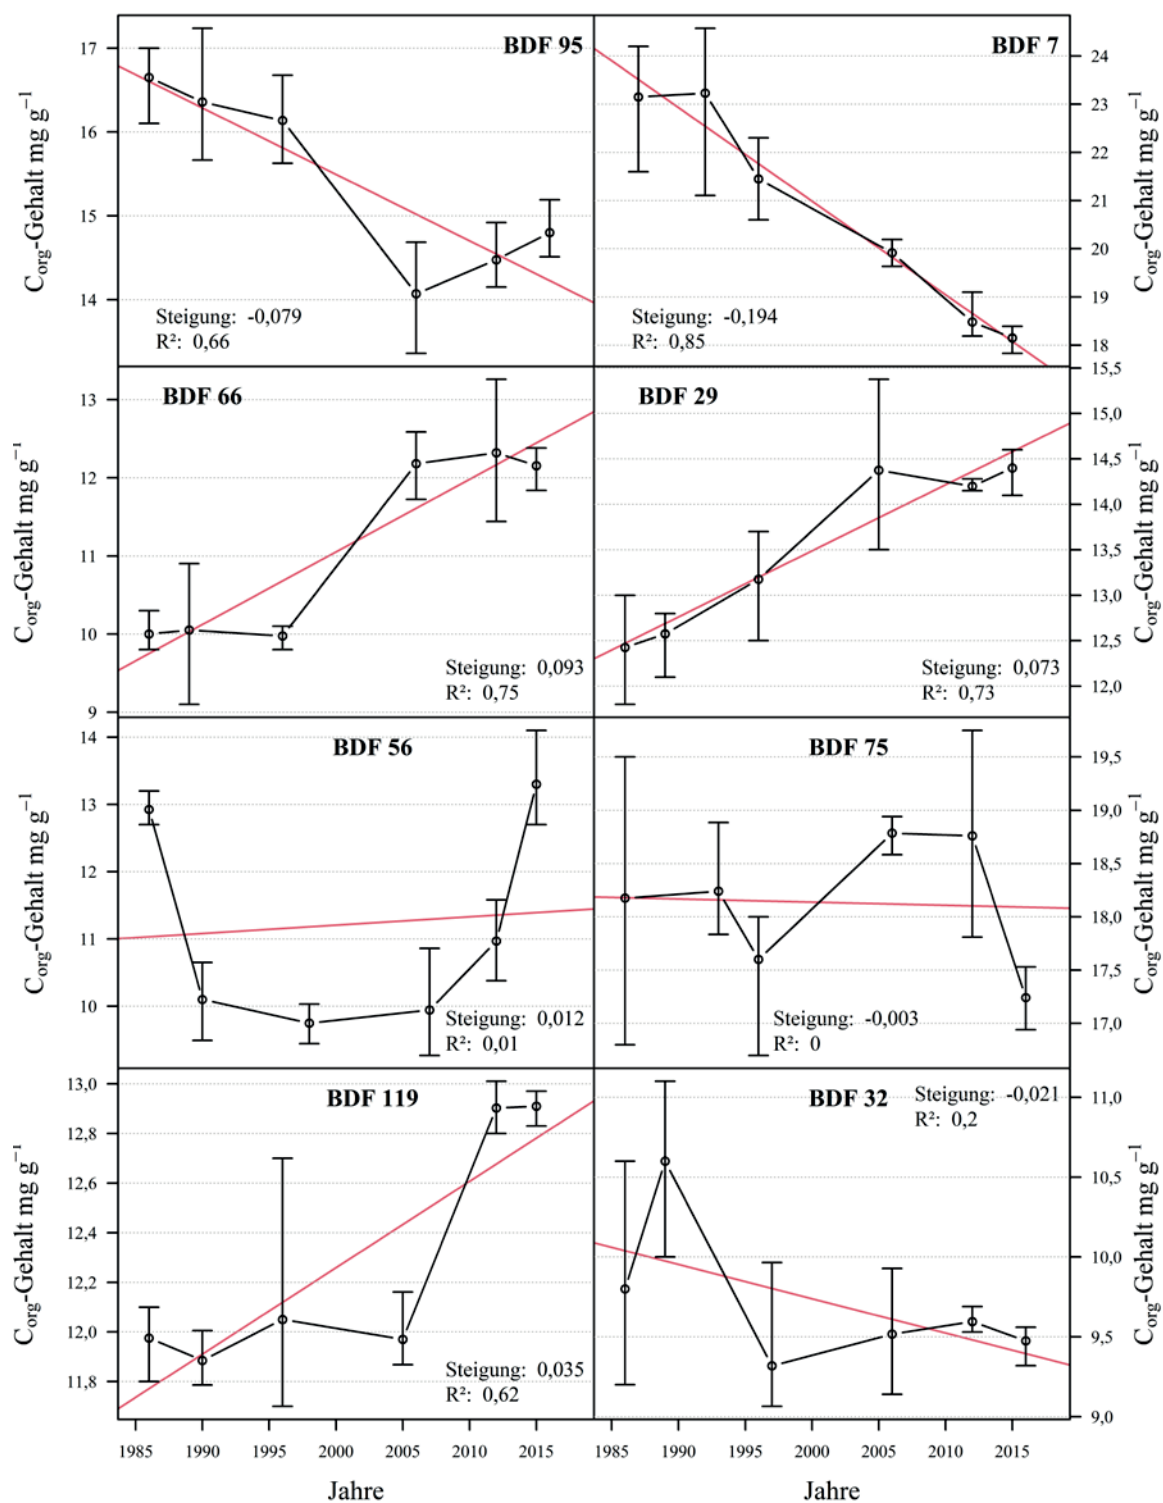 BDF 95
17
16
15
14
Corg-Gehalt mg g−1
Steigung: -0,079
R²: 0,66
BDF 7
24
23
22
21
20
19
18
Corg-Gehalt mg g−1
Steigung: -0,194
R²: 0,85
BDF 66
13
12
11
10
9
Corg-Gehalt mg g−1
Steigung: 0,093
R²: 0,75
BDF 29
15,5
15,0
14,5
14,0
13,5
13,0
12,5
12,0
Corg-Gehalt mg g−1
Steigung: 0,073
R²: 0,73
BDF 56
14
13
12
11
10
Corg-Gehalt mg g−1
Steigung: 0,012
R²: 0,01
BDF 75
19,5
19,0
18,5
18,0
17,5
17,0
Corg-Gehalt mg g−1
Steigung: -0,003
R²: 0
BDF 119
13,0
12,8
12,6
12,4
12,2
12,0
11,8
Corg-Gehalt mg g−1
Steigung: 0,035
R²: 0,62
BDF 32
Steigung: -0,021
R²: 0,2
11,0
10,5
10,0
9,5
9,0
Corg-Gehalt mg g−1
1985 1990 1995 2000 2005 2010 2015
1985 1990 1995 2000 2005 2010 2015
Jahre
Jahre